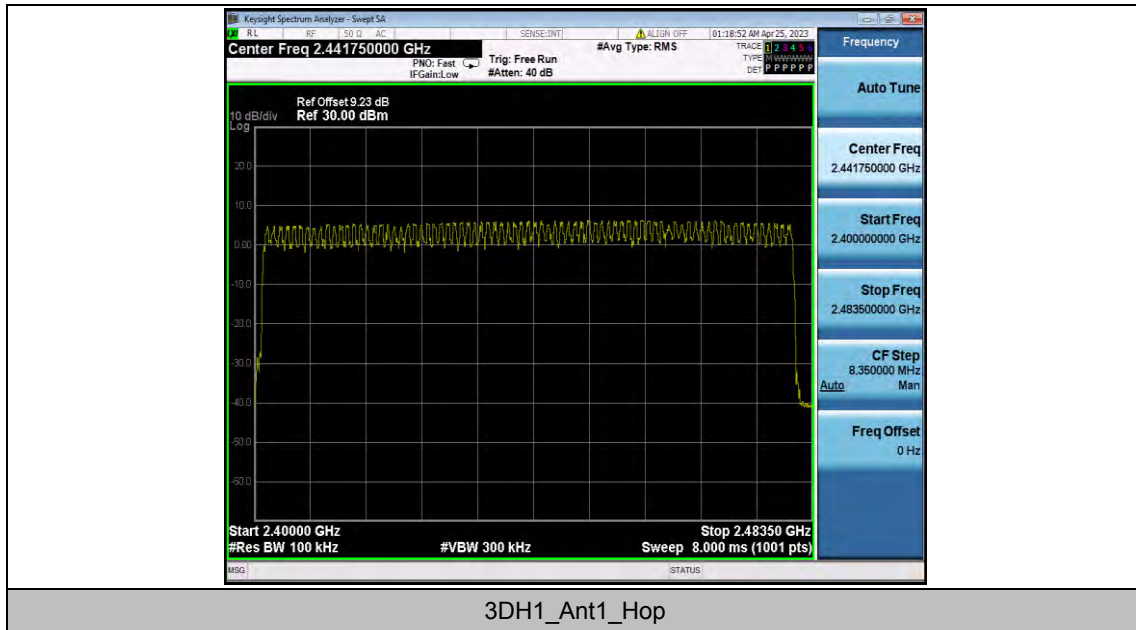 Keysight Spectrum Analyzer - Swept SA
RL RF 50 Ω AC SENSE:INT ALIGN OFF 01:18:52 AM Apr 25, 2023
Center Freq 2.441750000 GHz
#Avg Type: RMS
TRACE 1 2 3 4 5 6
PNO: Fast Trig: Free Run
TYPE M WWWWW
IFGain:Low #Atten: 40 dB
DET P P P P P P
Ref Offset 9.23 dB
10 dB/div Ref 30.00 dBm
Log
20.0
10.0
0.00
-10.0
-20.0
-30.0
-40.0
-50.0
-60.0
Start 2.40000 GHz Stop 2.48350 GHz
#Res BW 100 kHz #VBW 300 kHz Sweep 8.000 ms (1001 pts)
MSG STATUS
Frequency
Auto Tune
Center Freq
2.441750000 GHz
Start Freq
2.400000000 GHz
Stop Freq
2.483500000 GHz
CF Step
8.350000 MHz
Auto Man
Freq Offset
0 Hz
3DH1_Ant1_Hop